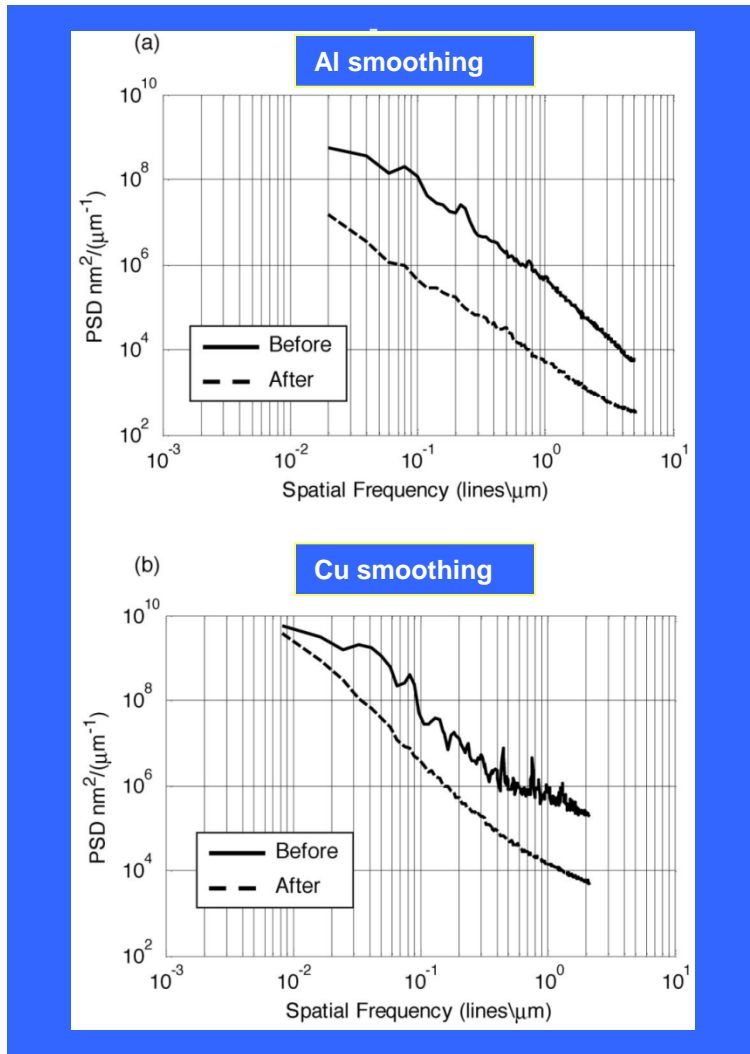 (a)
Al smoothing
10^10
10^8
10^6
10^4
10^2
PSD nm^2/(μm^-1)
Before
After
10^-3 10^-2 10^-1 10^0 10^1
Spatial Frequency (lines\μm)
(b)
Cu smoothing
10^10
10^8
10^6
10^4
10^2
PSD nm^2/(μm^-1)
Before
After
10^-3 10^-2 10^-1 10^0 10^1
Spatial Frequency (lines\μm)